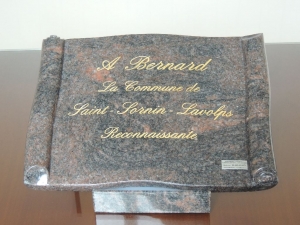 A Bernard
La Commune de
Saint-Sornin-Lavolps
Reconnaissante